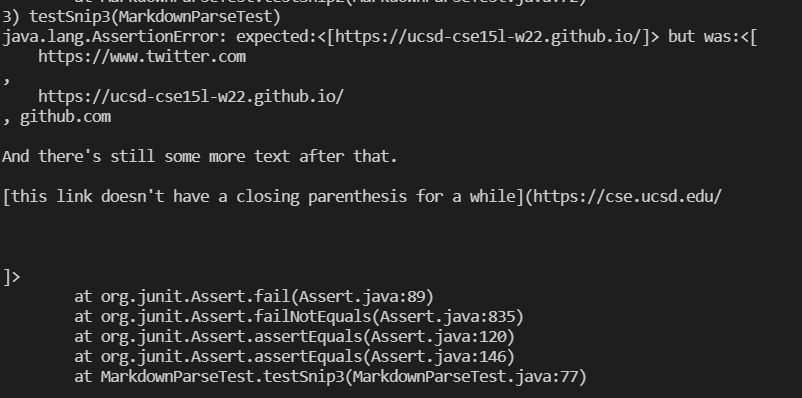 at MarkdownParseTest.testSnip2(MarkdownParseTest.java:72)
3) testSnip3(MarkdownParseTest)
java.lang.AssertionError: expected:<[https://ucsd-cse15l-w22.github.io/]> but was:<[
    https://www.twitter.com
,
    https://ucsd-cse15l-w22.github.io/
, github.com
And there's still some more text after that.
[this link doesn't have a closing parenthesis for a while](https://cse.ucsd.edu/
]>
        at org.junit.Assert.fail(Assert.java:89)
        at org.junit.Assert.failNotEquals(Assert.java:835)
        at org.junit.Assert.assertEquals(Assert.java:120)
        at org.junit.Assert.assertEquals(Assert.java:146)
        at MarkdownParseTest.testSnip3(MarkdownParseTest.java:77)